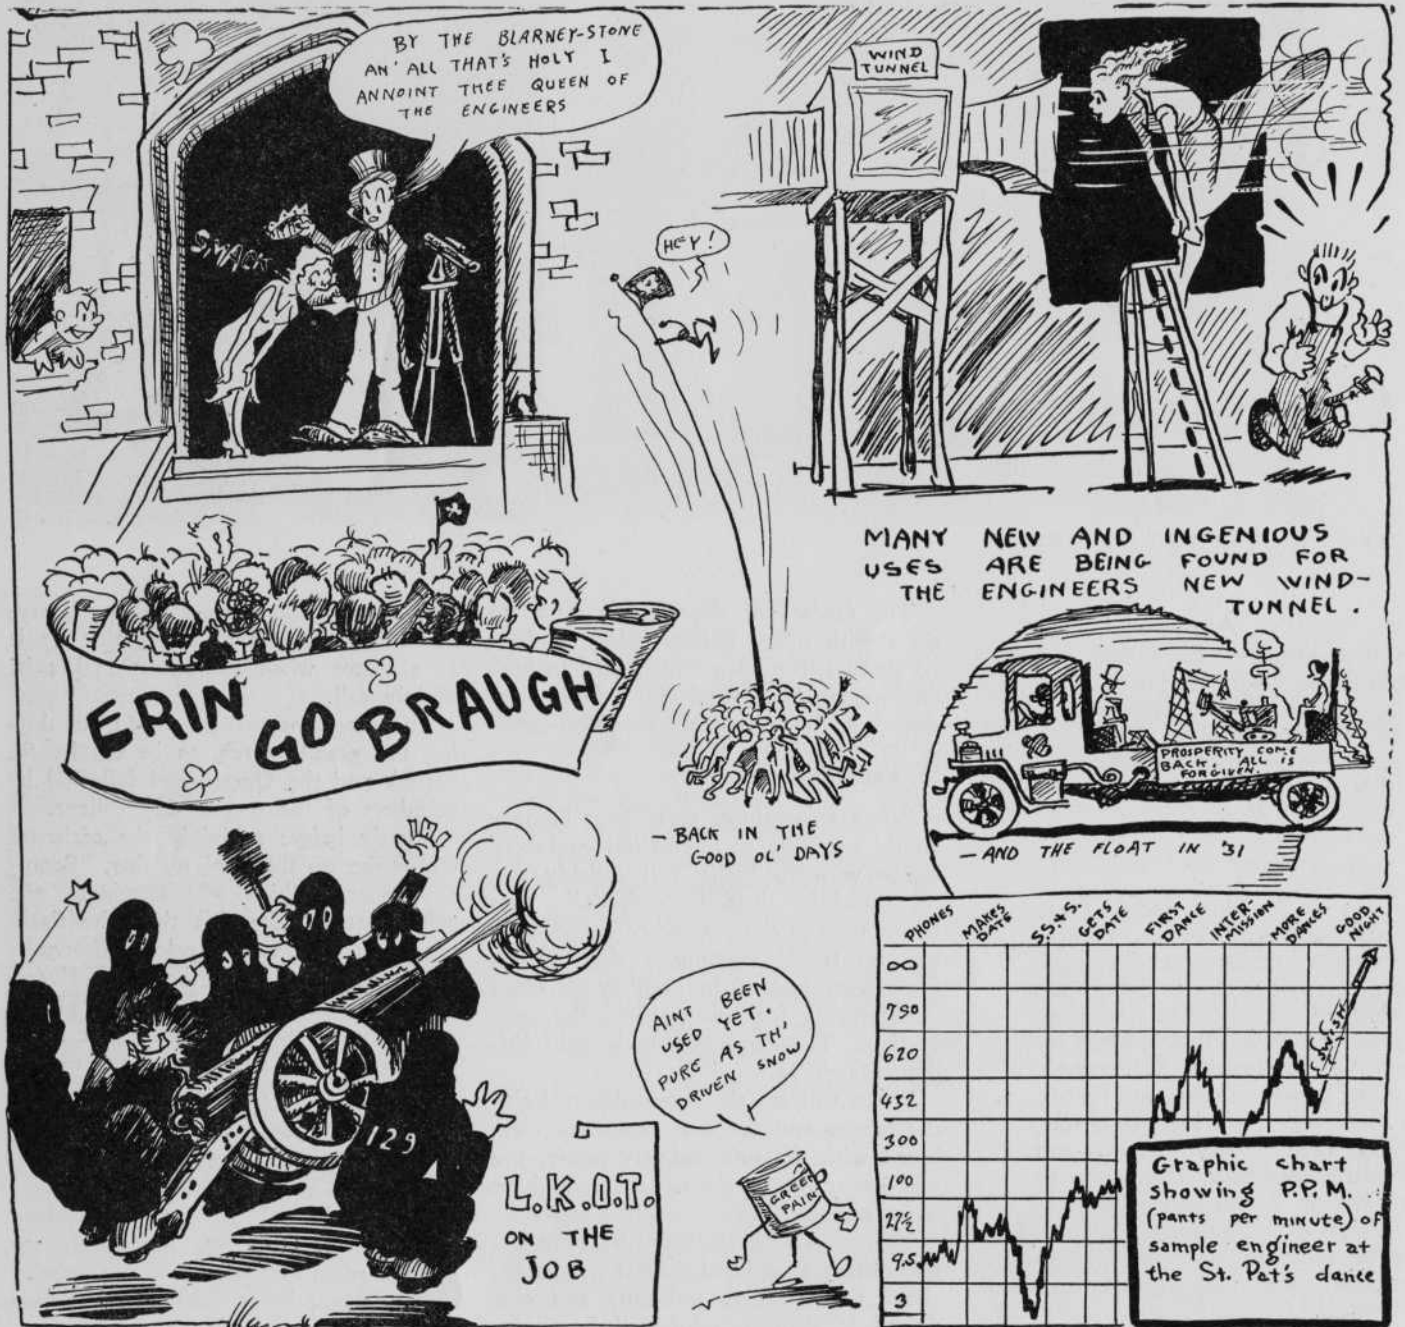 BY THE BLARNEY-STONE
AN' ALL THAT'S HOLY I
ANNOINT THEE QUEEN OF
THE ENGINEERS
SMACK
WIND
TUNNEL
HEY!
MANY NEW AND INGENIOUS
USES ARE BEING FOUND FOR
THE ENGINEERS NEW WIND-
TUNNEL.
ERIN GO BRAUGH
- BACK IN THE
GOOD OL' DAYS
PROSPERITY COME
BACK. ALL IS
FORGIVEN.
- AND THE FLOAT IN '31
129
L.K.O.T.
ON THE
JOB
AINT BEEN
USED YET.
PURE AS TH'
DRIVEN SNOW
GREEN
PAINT
PHONES
MAKES
DATE
S.S.&S.
GETS
DATE
FIRST
DANCE
INTER-
MISSION
MORE
DANCES
GOOD
NIGHT
∞
790
620
432
300
100
27½
9.5
3
SWISH
Graphic chart
showing P.P.M.
(pants per minute) of
sample engineer at
the St. Pat's dance